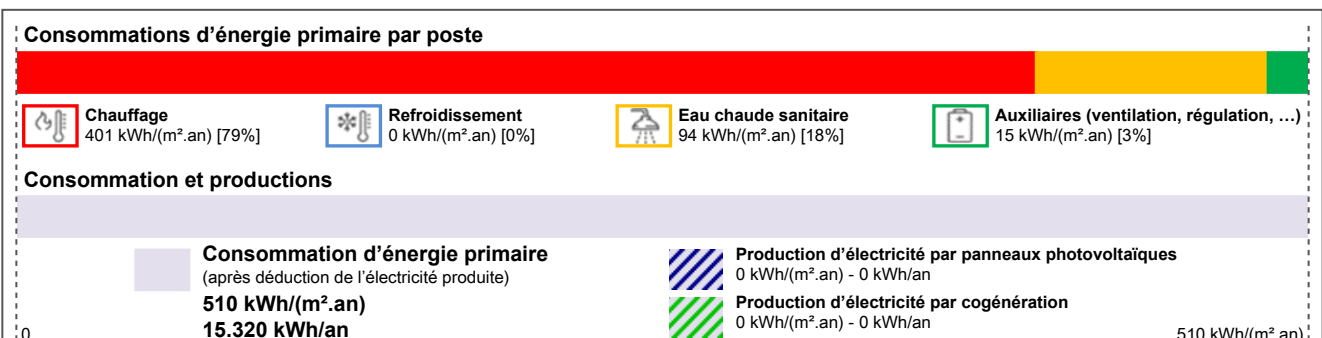 Consommations d’énergie primaire par poste
Chauffage
401 kWh/(m².an) [79%]
Refroidissement
0 kWh/(m².an) [0%]
Eau chaude sanitaire
94 kWh/(m².an) [18%]
Auxiliaires (ventilation, régulation, …)
15 kWh/(m².an) [3%]
Consommation et productions
Consommation d’énergie primaire
(après déduction de l’électricité produite)
510 kWh/(m².an)
15.320 kWh/an
Production d’électricité par panneaux photovoltaïques
0 kWh/(m².an) - 0 kWh/an
Production d’électricité par cogénération
0 kWh/(m².an) - 0 kWh/an
0
510 kWh/(m².an)